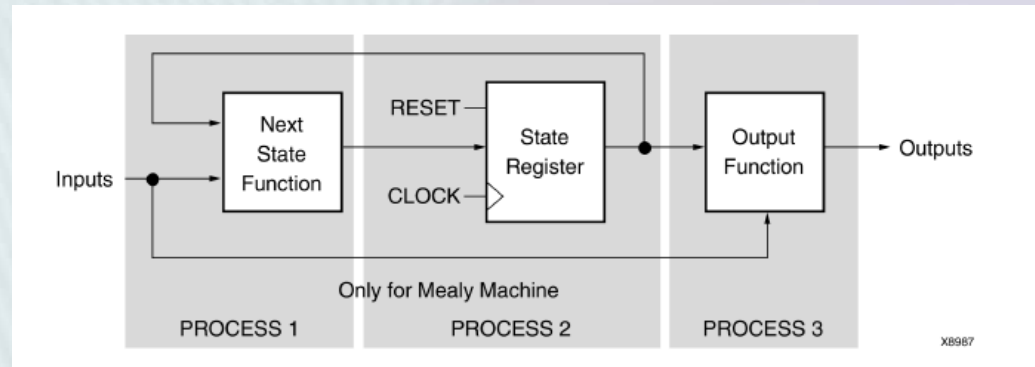 Inputs
Next
State
Function
RESET
CLOCK
State
Register
Output
Function
Outputs
Only for Mealy Machine
PROCESS 1
PROCESS 2
PROCESS 3
X8987